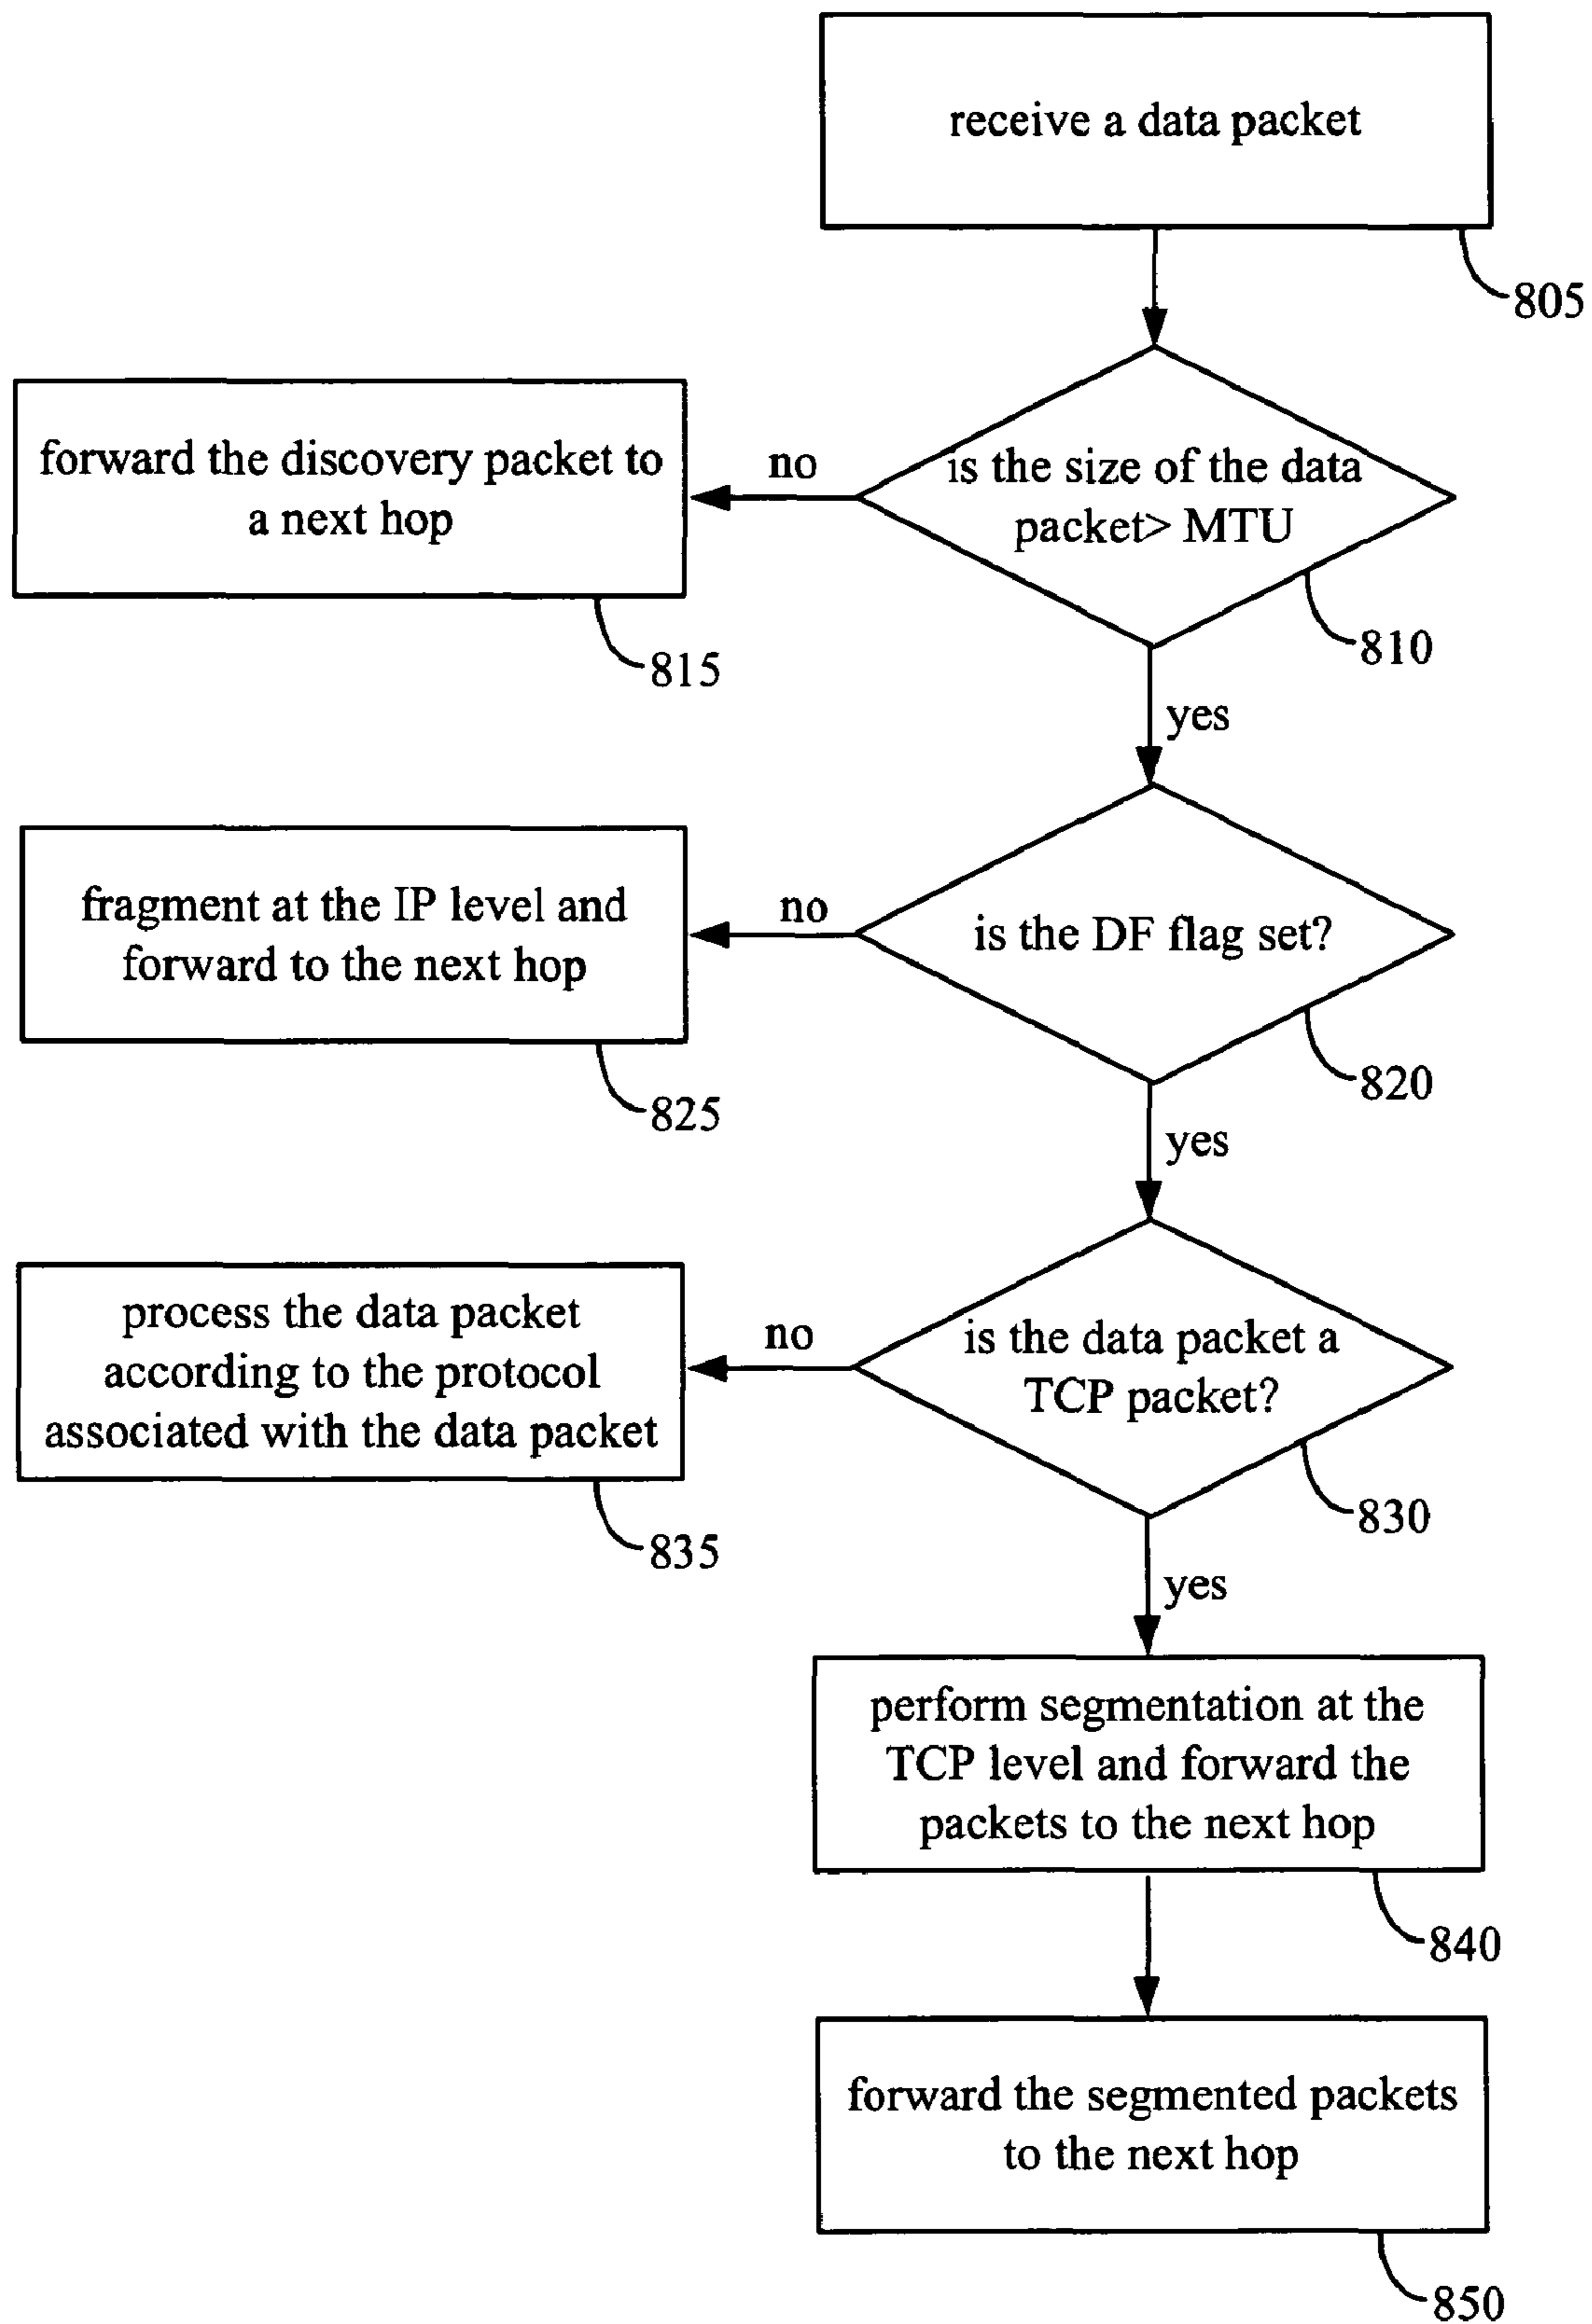 receive a data packet
805
forward the discovery packet to
a next hop
815
no
is the size of the data
packet> MTU
810
yes
fragment at the IP level and
forward to the next hop
825
no
is the DF flag set?
820
yes
process the data packet
according to the protocol
associated with the data packet
835
no
is the data packet a
TCP packet?
830
yes
perform segmentation at the
TCP level and forward the
packets to the next hop
840
forward the segmented packets
to the next hop
850